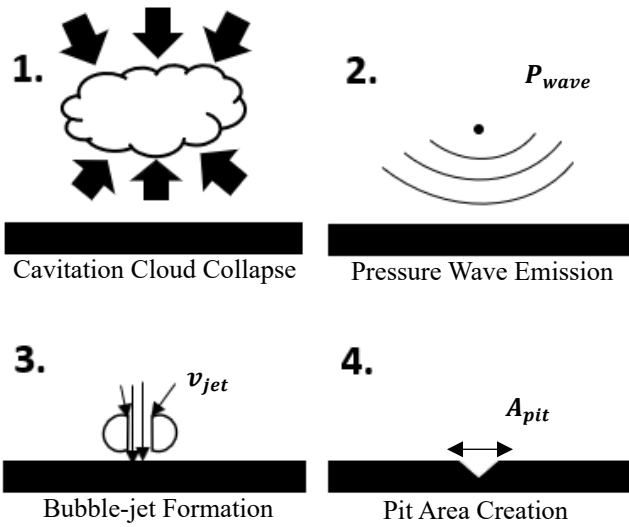 1.
Cavitation Cloud Collapse
2.
P_wave
Pressure Wave Emission
3.
v_jet
Bubble-jet Formation
4.
A_pit
Pit Area Creation